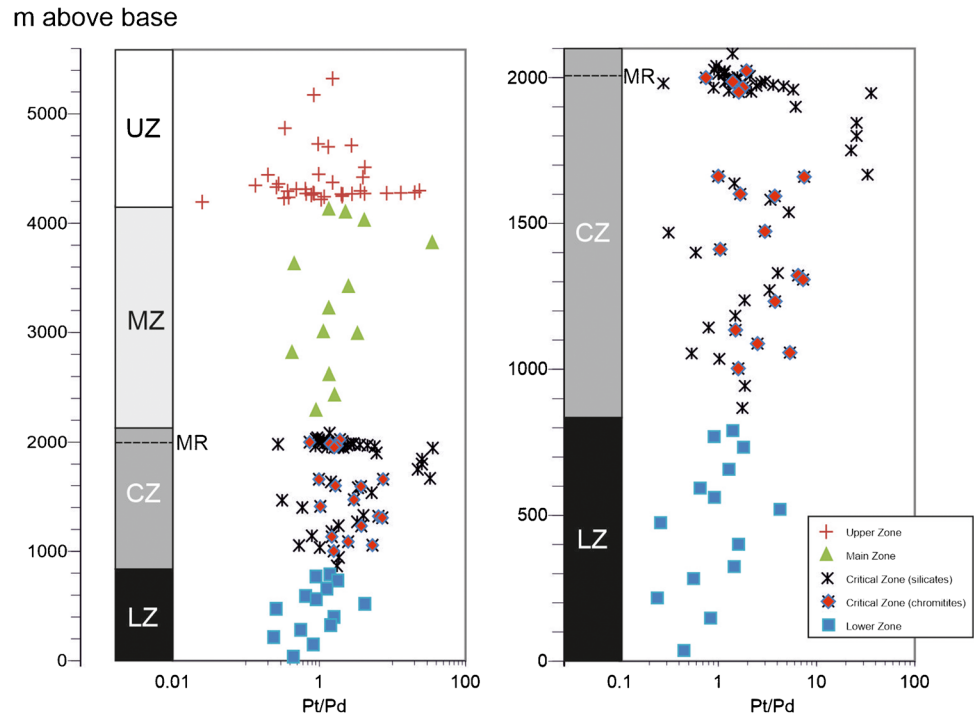 m above base
5000
4000
3000
2000
1000
0
UZ
MZ
CZ
LZ
MR
0.01
1
100
Pt/Pd
2000
1500
1000
500
0
CZ
LZ
MR
0.1
1
10
100
Pt/Pd
Upper Zone
Main Zone
Critical Zone (silicates)
Critical Zone (chromitites)
Lower Zone